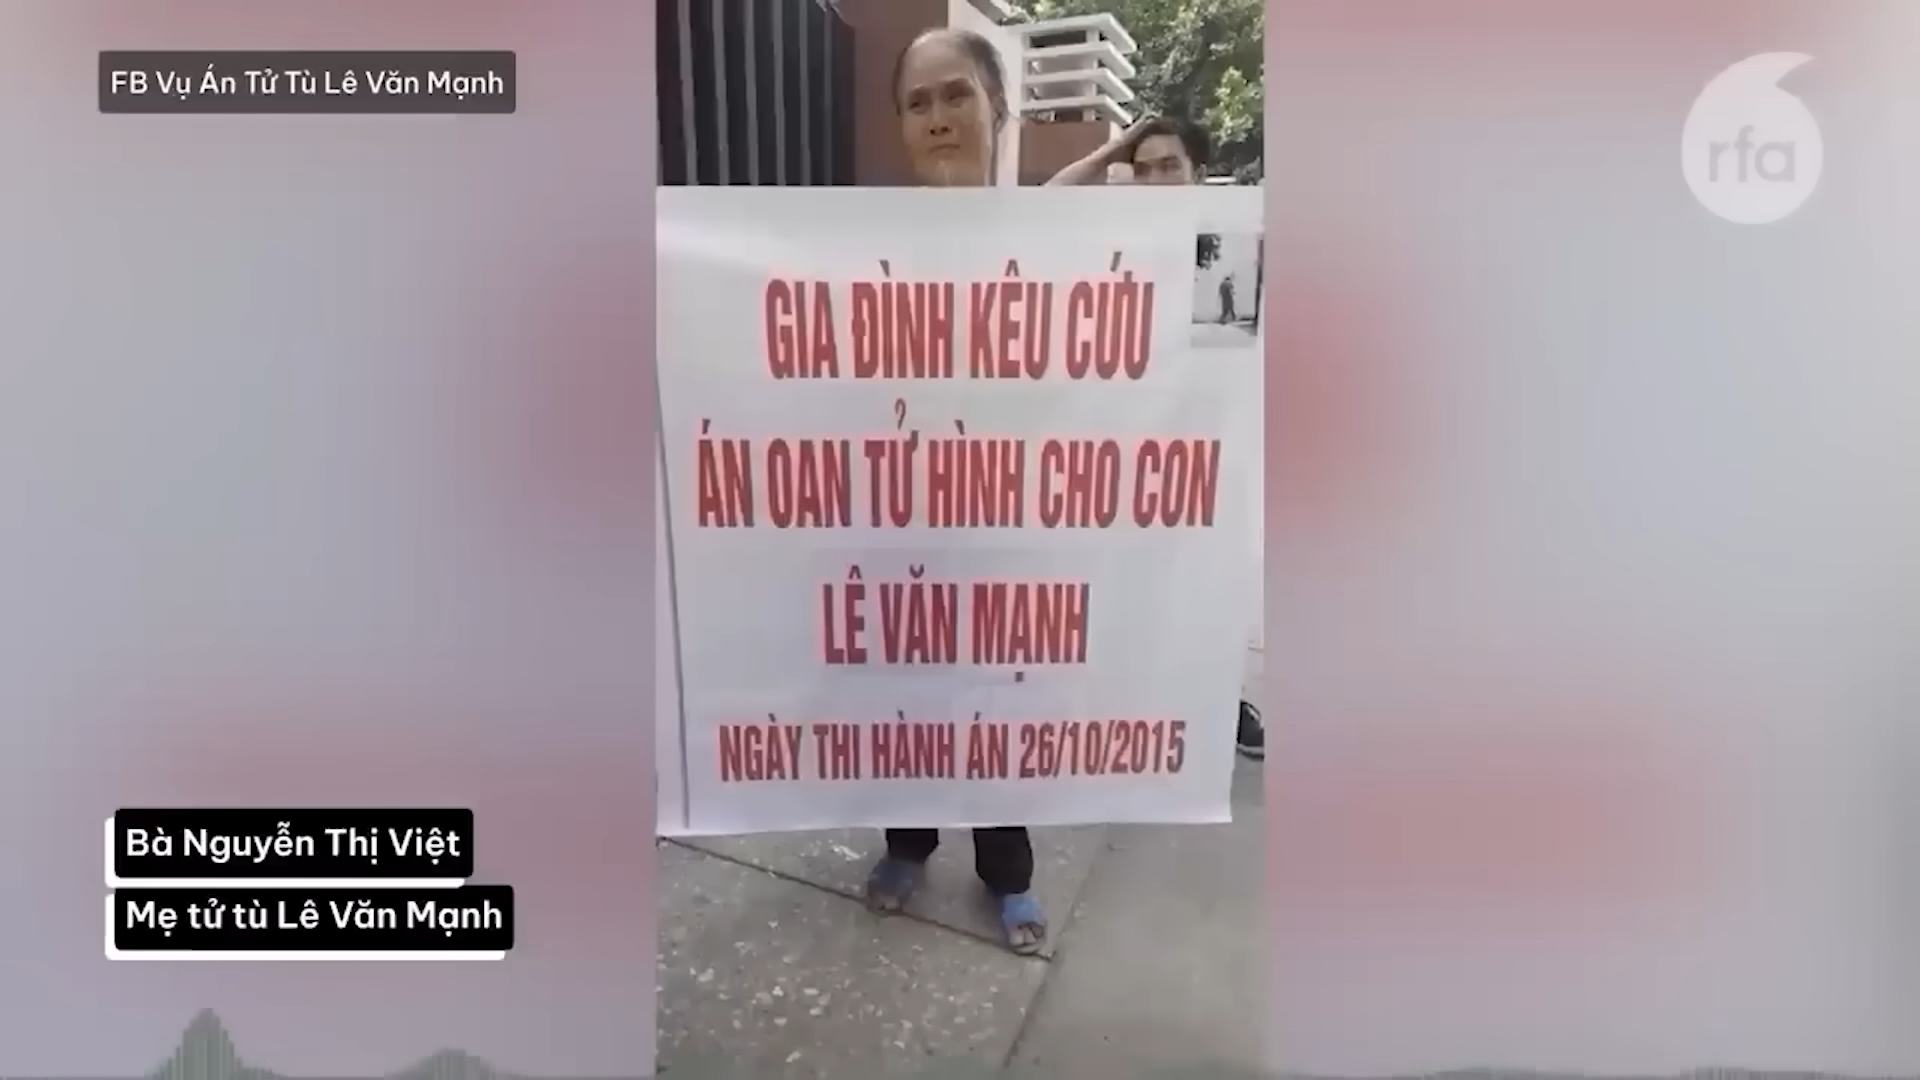 FB Vụ Án Tử Tù Lê Văn Mạnh
rfa
GIA ĐÌNH KÊU CỨU
ÁN OAN TỬ HÌNH CHO CON
LÊ VĂN MẠNH
NGÀY THI HÀNH ÁN 26/10/2015
Bà Nguyễn Thị Việt
Mẹ tử tù Lê Văn Mạnh